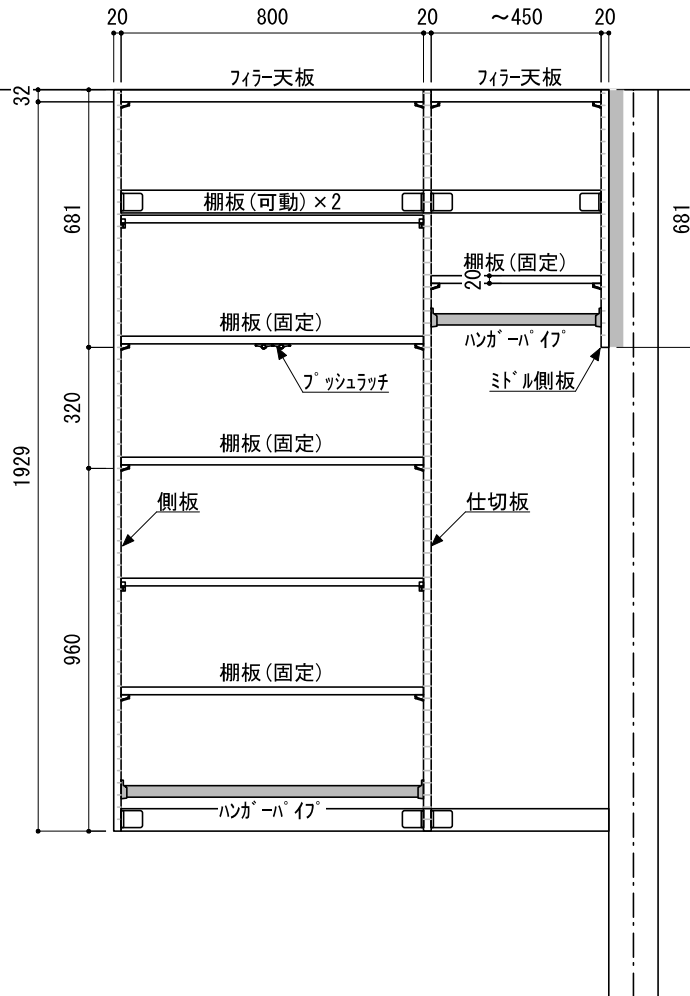 20 800 20 ～450 20
フィラー天板 フィラー天板
32
681
681
棚板(可動)×2
棚板(固定)
20
棚板(固定)
ハンガーパイプ
プッシュラッチ
ミドル側板
320
棚板(固定)
1929
側板
仕切板
960
棚板(固定)
ハンガーパイプ